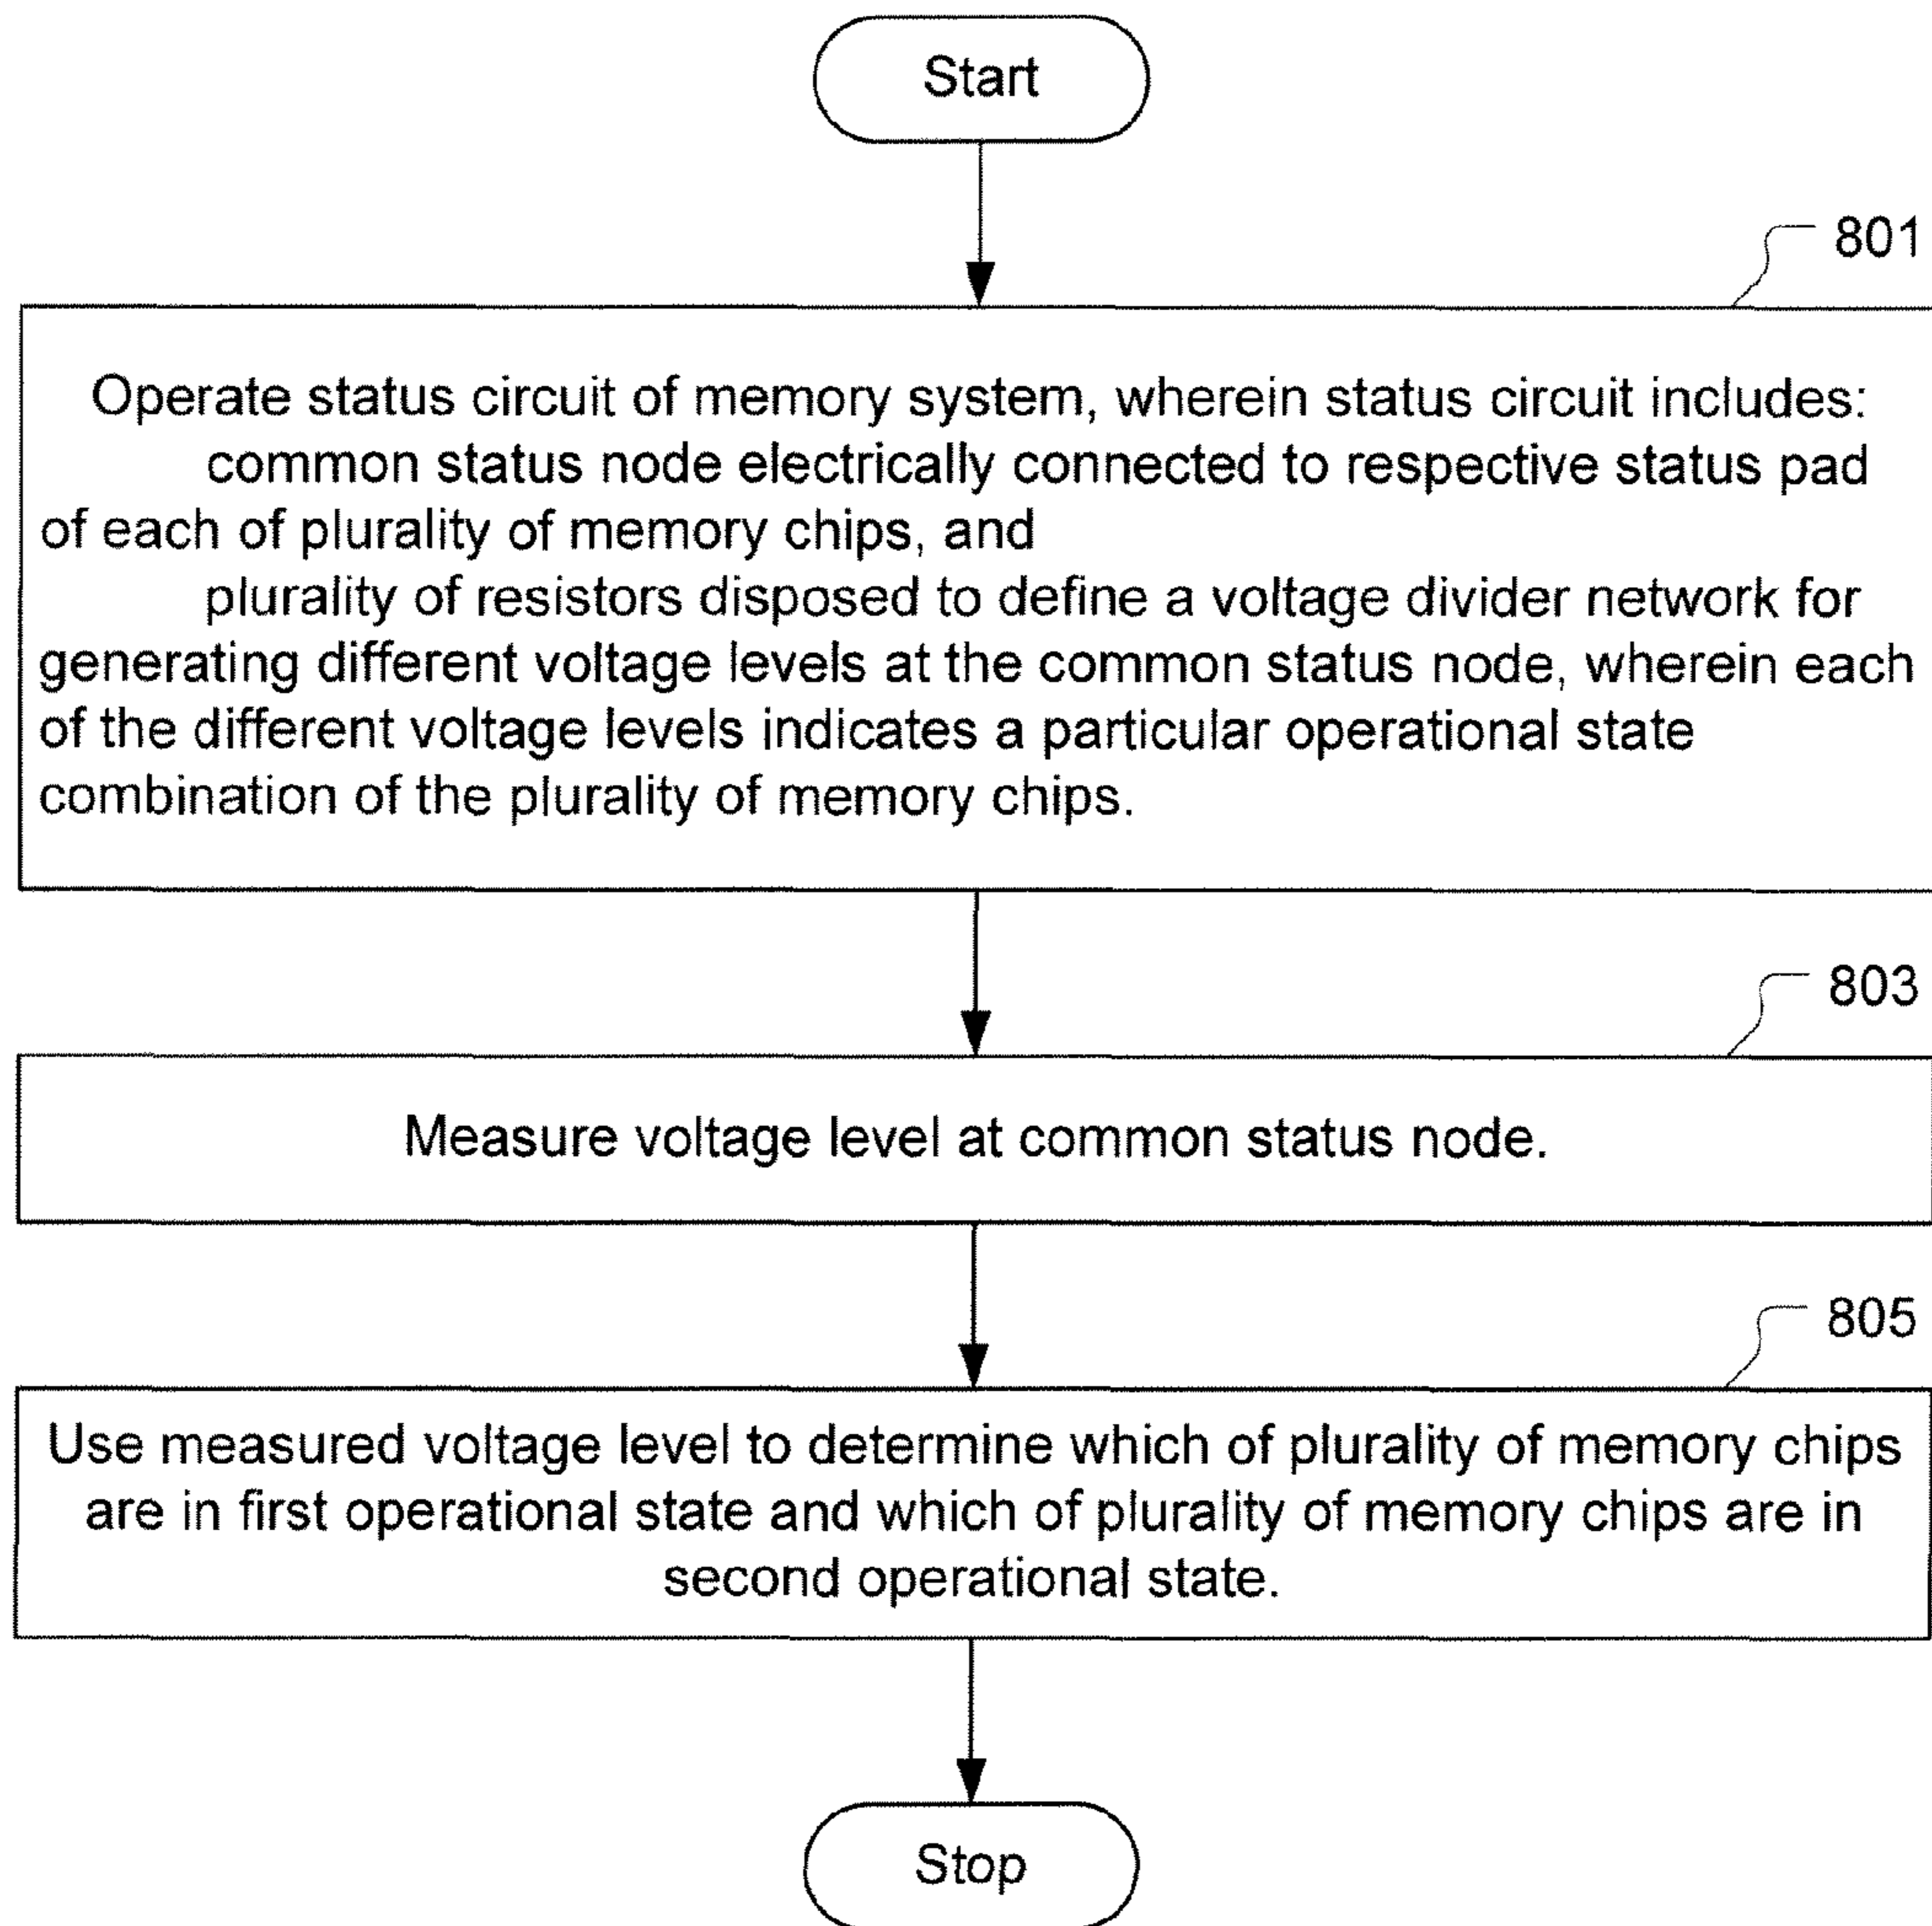 Start
801
Operate status circuit of memory system, wherein status circuit includes:
common status node electrically connected to respective status pad
of each of plurality of memory chips, and
plurality of resistors disposed to define a voltage divider network for
generating different voltage levels at the common status node, wherein each
of the different voltage levels indicates a particular operational state
combination of the plurality of memory chips.
803
Measure voltage level at common status node.
805
Use measured voltage level to determine which of plurality of memory chips
are in first operational state and which of plurality of memory chips are in
second operational state.
Stop